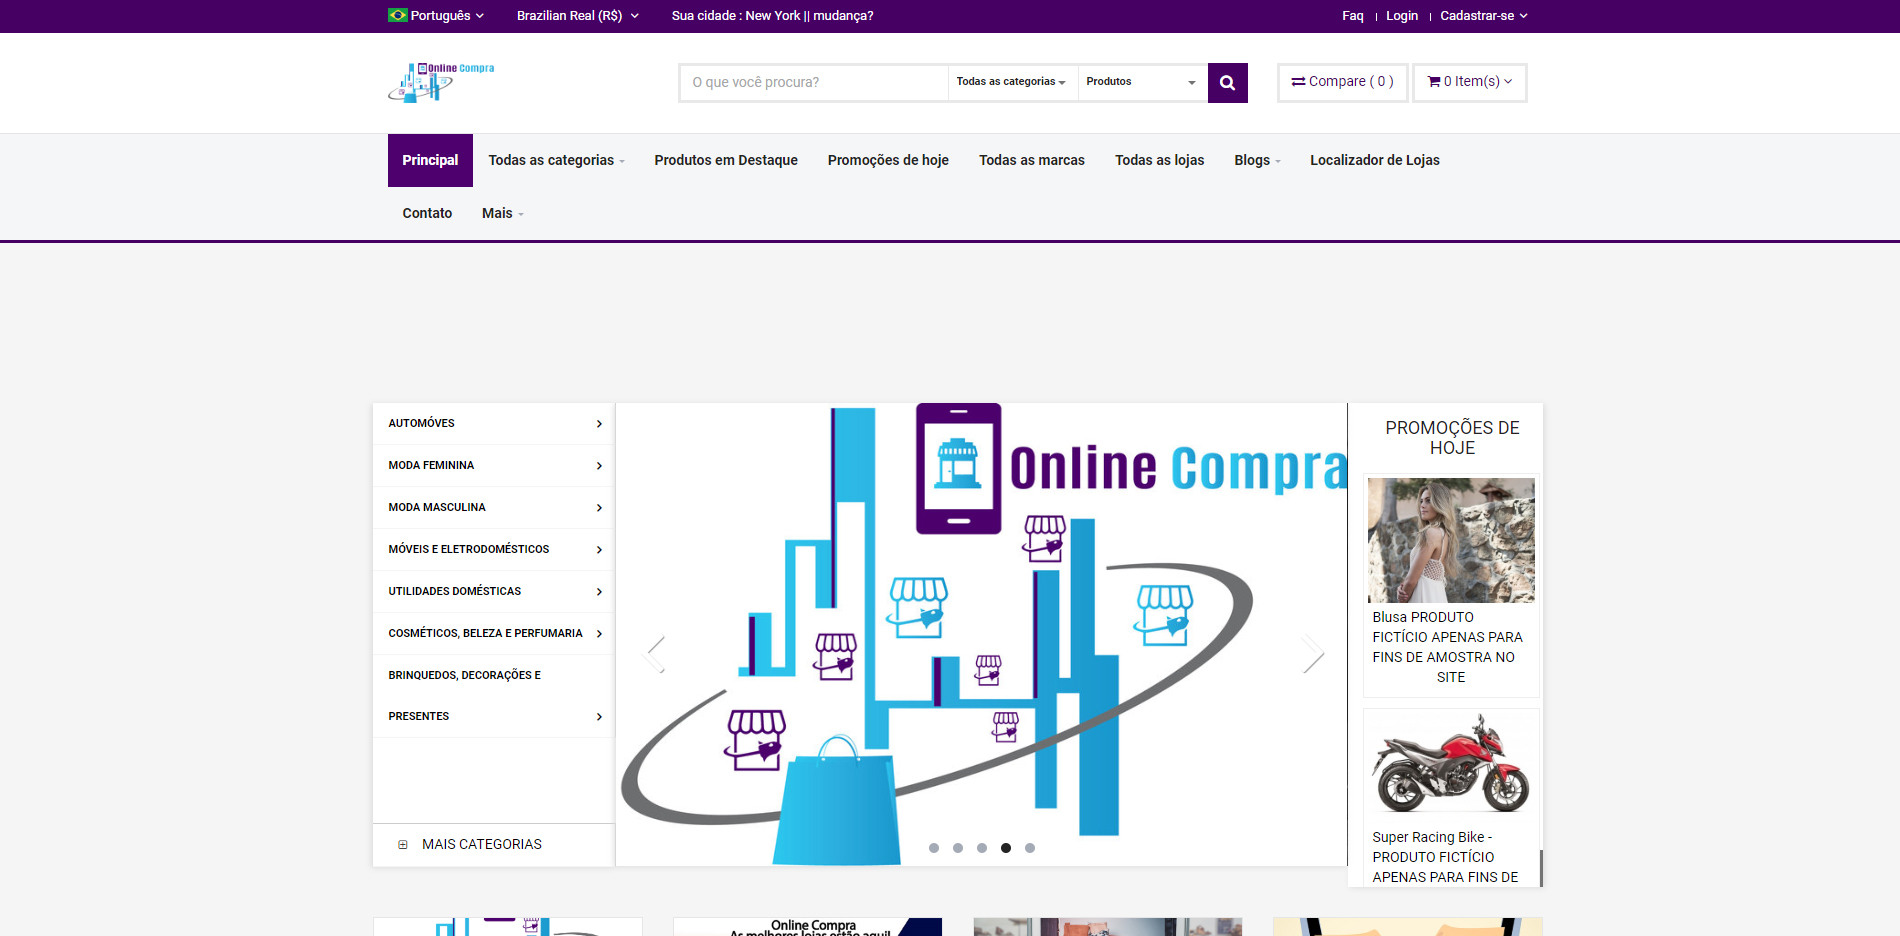 Português
Brazilian Real (R$)
Sua cidade : New York || mudança?
Faq
Login
Cadastrar-se
Online Compra
O que você procura?
Todas as categorias
Produtos
Compare ( 0 )
0 Item(s)
Principal
Todas as categorias
Produtos em Destaque
Promoções de hoje
Todas as marcas
Todas as lojas
Blogs
Localizador de Lojas
Contato
Mais
AUTOMÓVES
MODA FEMININA
MODA MASCULINA
MÓVEIS E ELETRODOMÉSTICOS
UTILIDADES DOMÉSTICAS
COSMÉTICOS, BELEZA E PERFUMARIA
BRINQUEDOS, DECORAÇÕES E
PRESENTES
MAIS CATEGORIAS
Online Compra
PROMOÇÕES DE
HOJE
Blusa PRODUTO
FICTÍCIO APENAS PARA
FINS DE AMOSTRA NO
SITE
Super Racing Bike -
PRODUTO FICTÍCIO
APENAS PARA FINS DE
Online Compra
As melhores lojas estão aqui!